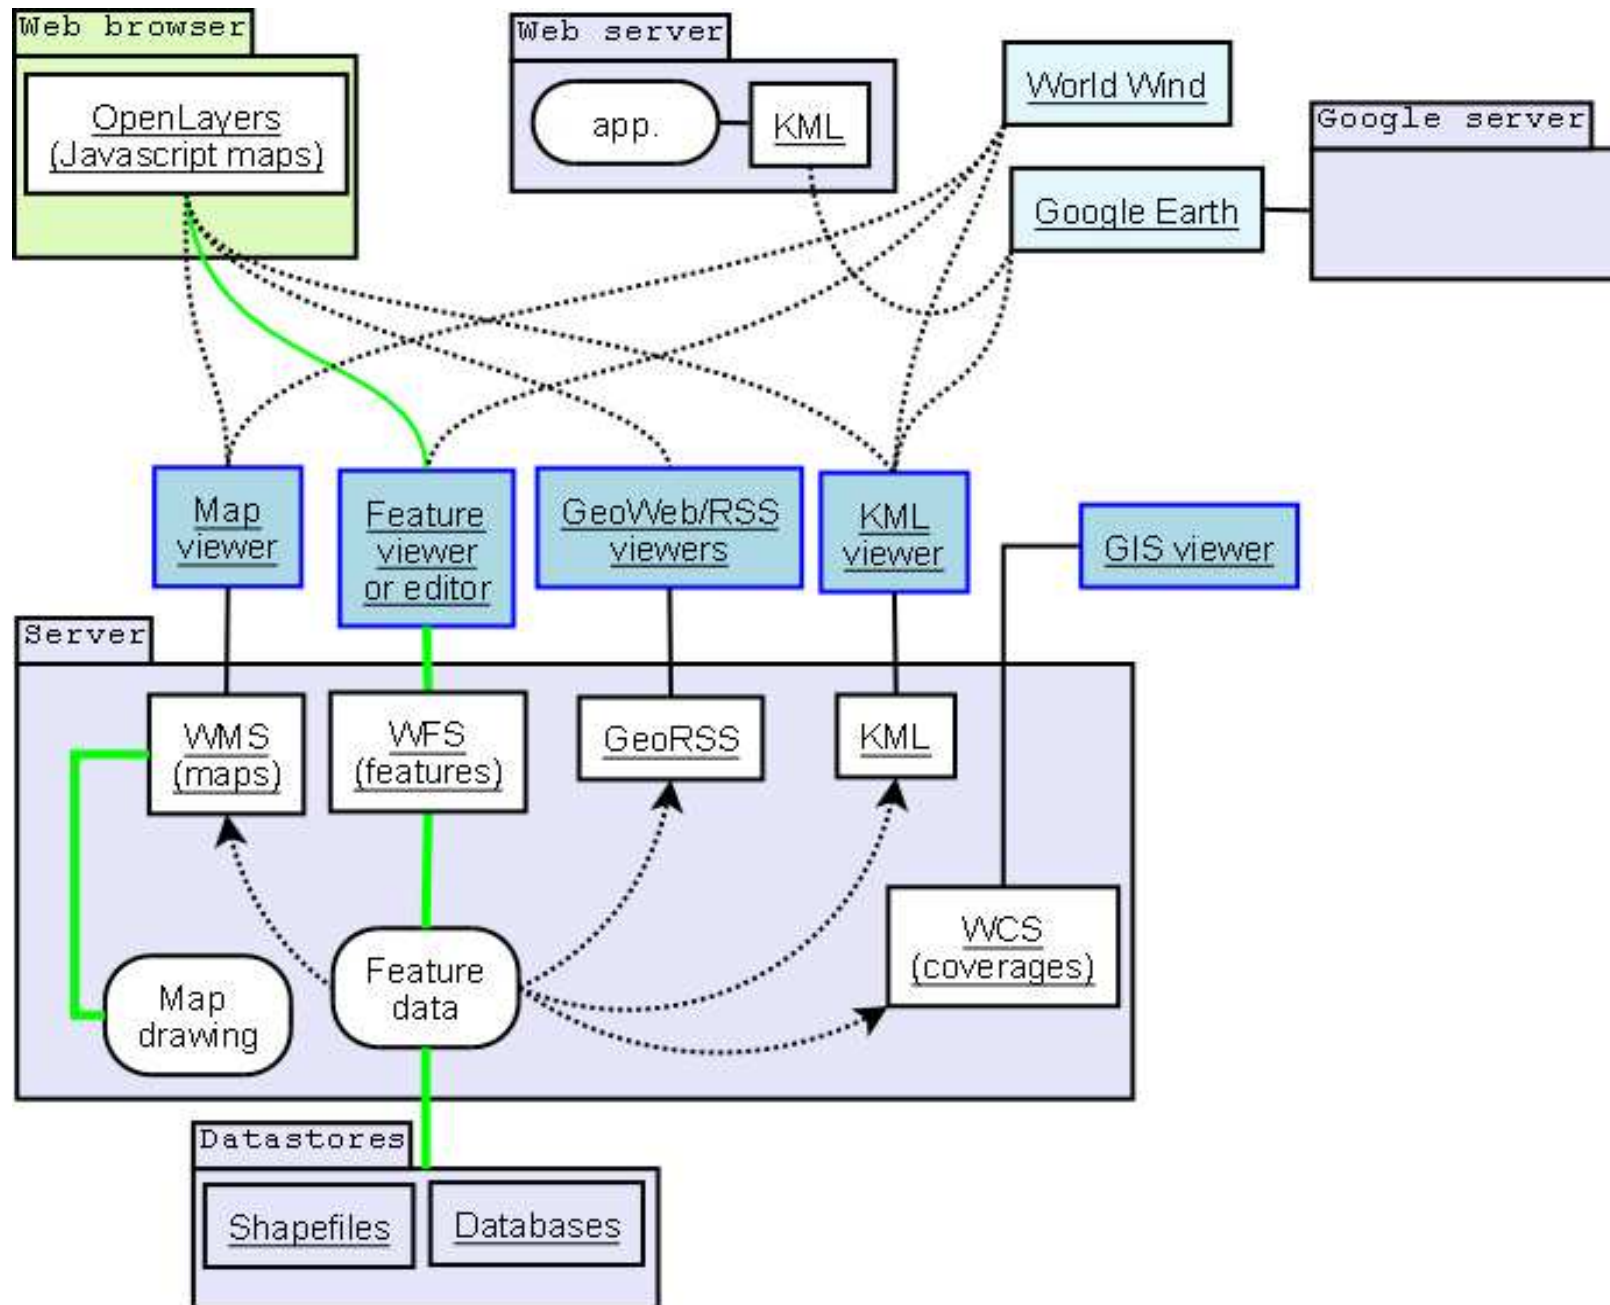 Web browser
OpenLayers
(Javascript maps)
Web server
app.
KML
World Wind
Google Earth
Google server
Map
viewer
Feature
viewer
or editor
GeoWeb/RSS
viewers
KML
viewer
GIS viewer
Server
WMS
(maps)
WFS
(features)
GeoRSS
KML
WCS
(coverages)
Map
drawing
Feature
data
Datastores
Shapefiles
Databases